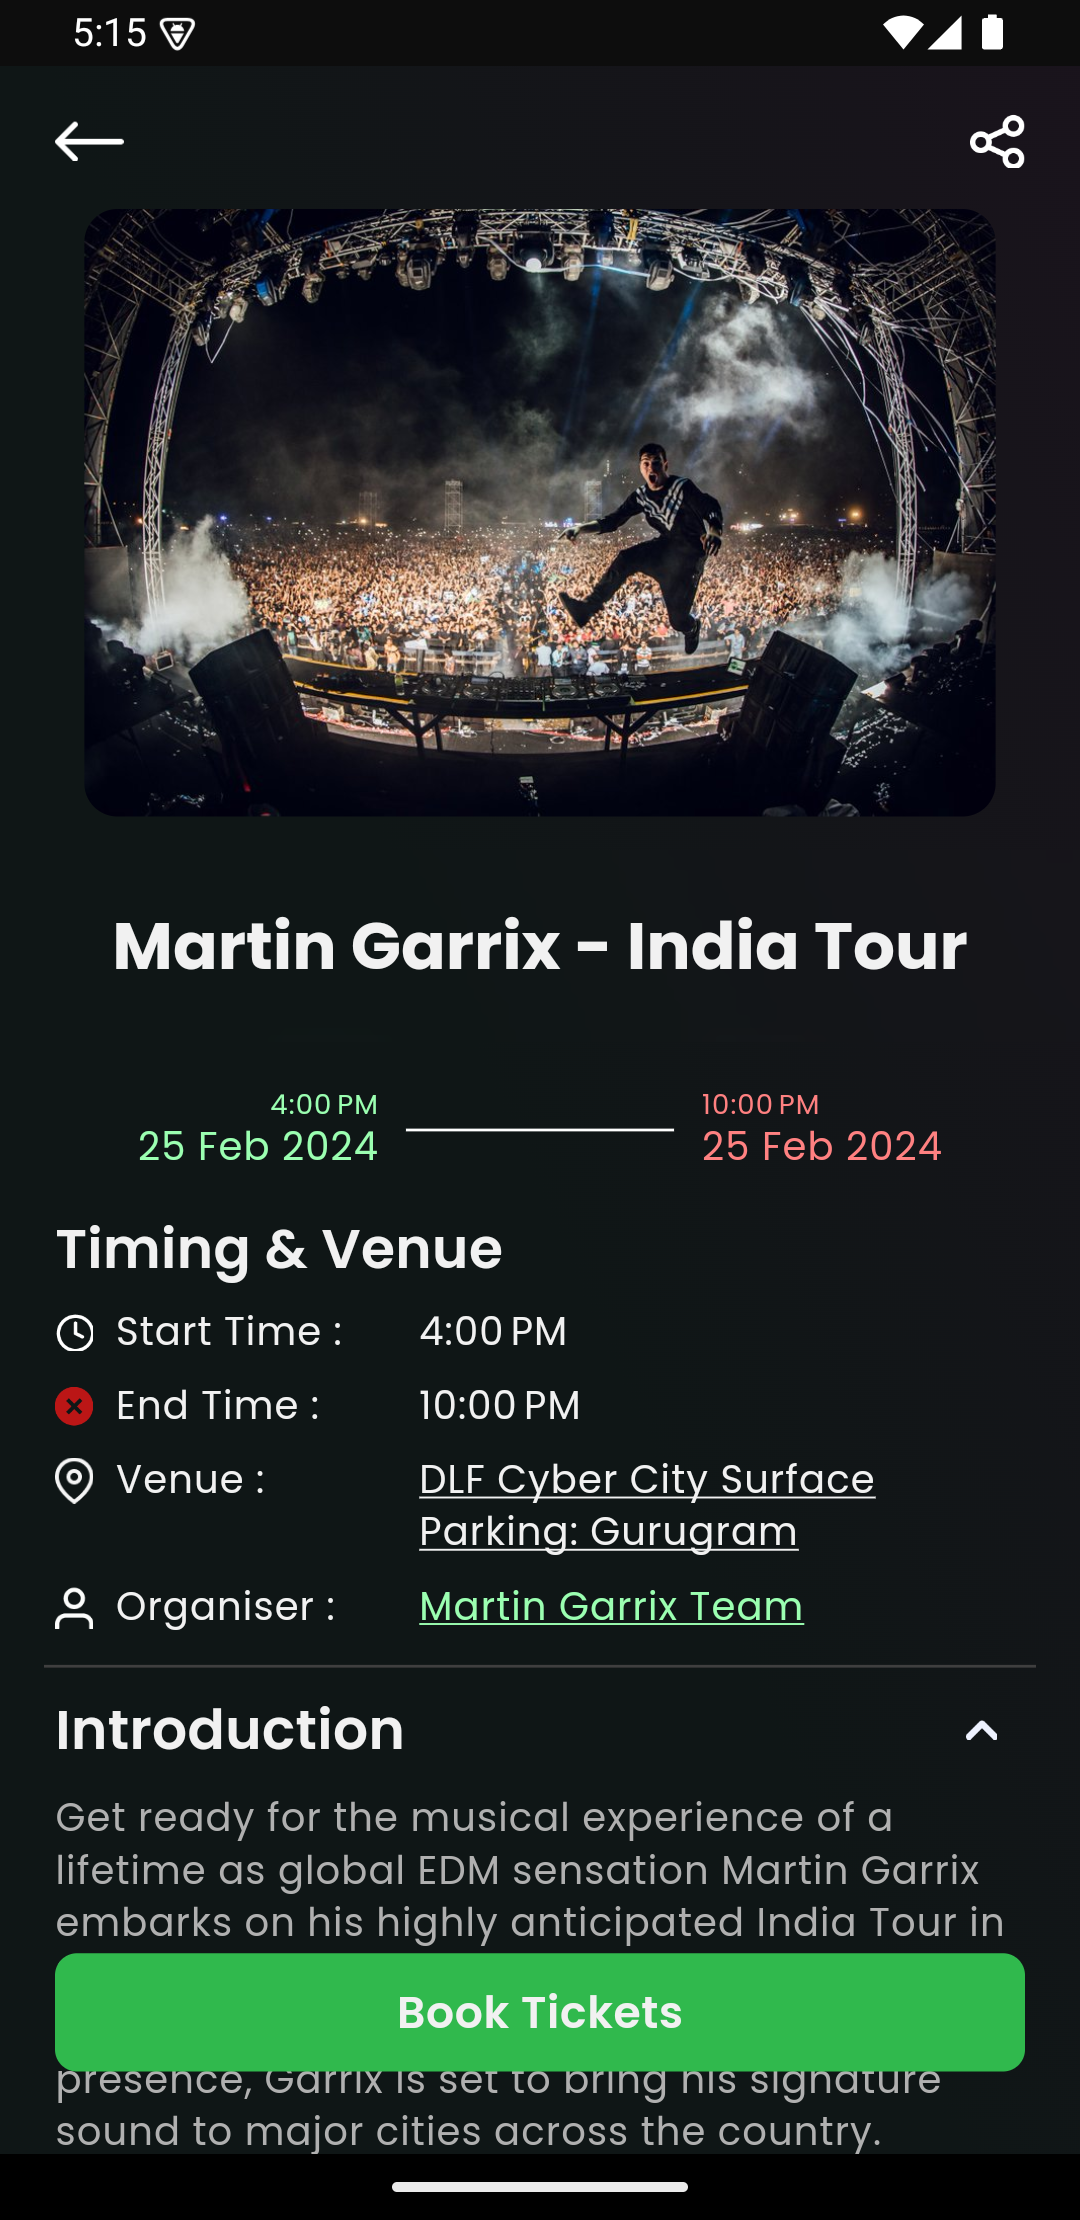 5:15
Martin Garrix - India Tour
4:00 PM
25 Feb 2024
10:00 PM
25 Feb 2024
Timing & Venue
Start Time : 4:00 PM
End Time : 10:00 PM
Venue : DLF Cyber City Surface
Parking: Gurugram
Organiser : Martin Garrix Team
Introduction
Get ready for the musical experience of a
lifetime as global EDM sensation Martin Garrix
embarks on his highly anticipated India Tour in
Book Tickets
presence, Garrix is set to bring his signature
sound to major cities across the country.